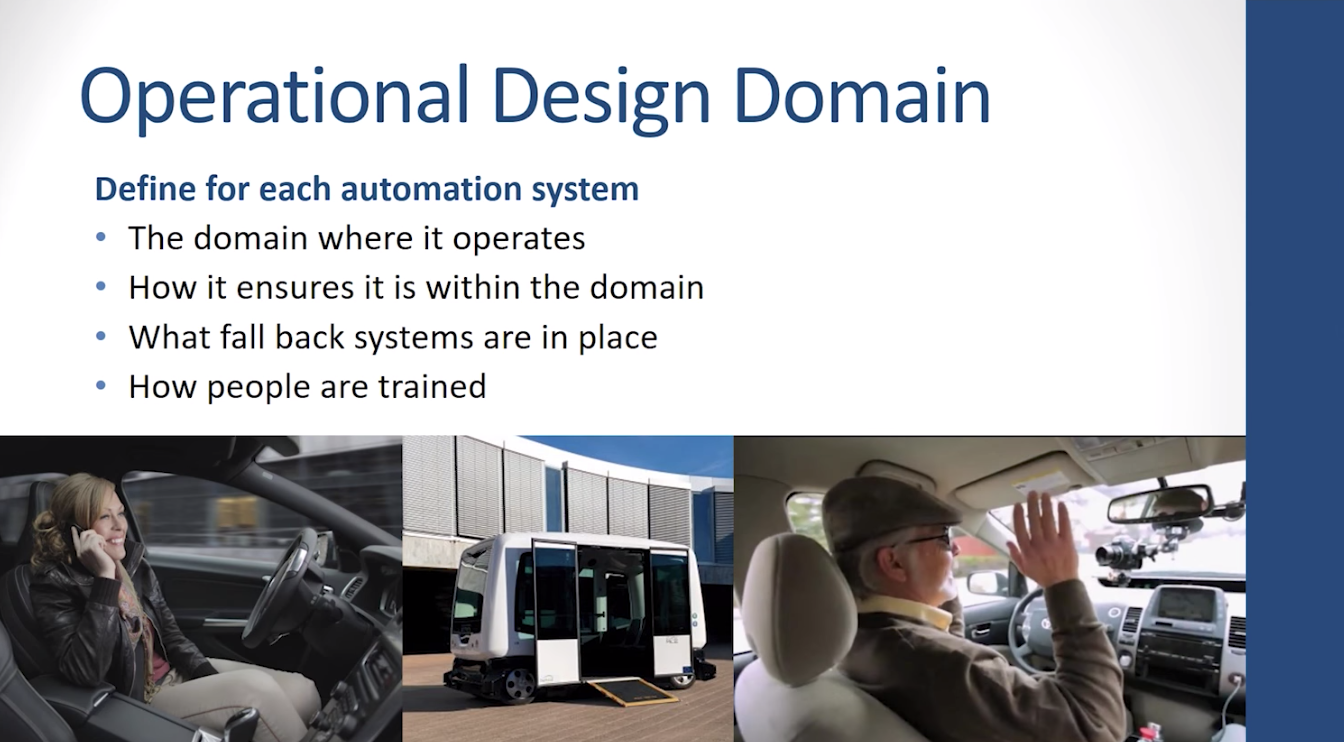 Operational Design Domain
Define for each automation system
• The domain where it operates
• How it ensures it is within the domain
• What fall back systems are in place
• How people are trained